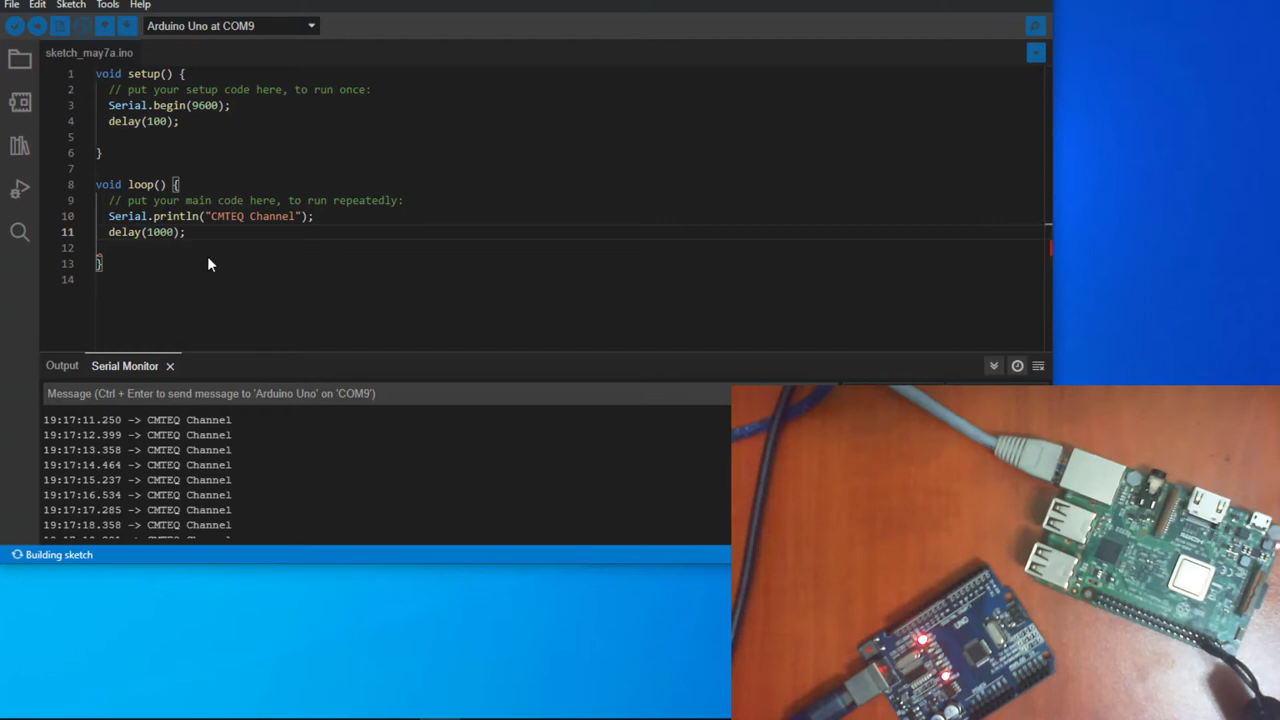 File Edit Sketch Tools Help
Arduino Uno at COM9
sketch_may7a.ino
1 void setup() {
2 // put your setup code here, to run once:
3 Serial.begin(9600);
4 delay(100);
5
6 }
7
8 void loop() {
9 // put your main code here, to run repeatedly:
10 Serial.println("CMTEQ Channel");
11 delay(1000);
12
13 }
14
Output Serial Monitor
Message (Ctrl + Enter to send message to 'Arduino Uno' on 'COM9')
19:17:11.250 -> CMTEQ Channel
19:17:12.399 -> CMTEQ Channel
19:17:13.358 -> CMTEQ Channel
19:17:14.464 -> CMTEQ Channel
19:17:15.237 -> CMTEQ Channel
19:17:16.534 -> CMTEQ Channel
19:17:17.285 -> CMTEQ Channel
19:17:18.358 -> CMTEQ Channel
Building sketch
UNO
HDMI